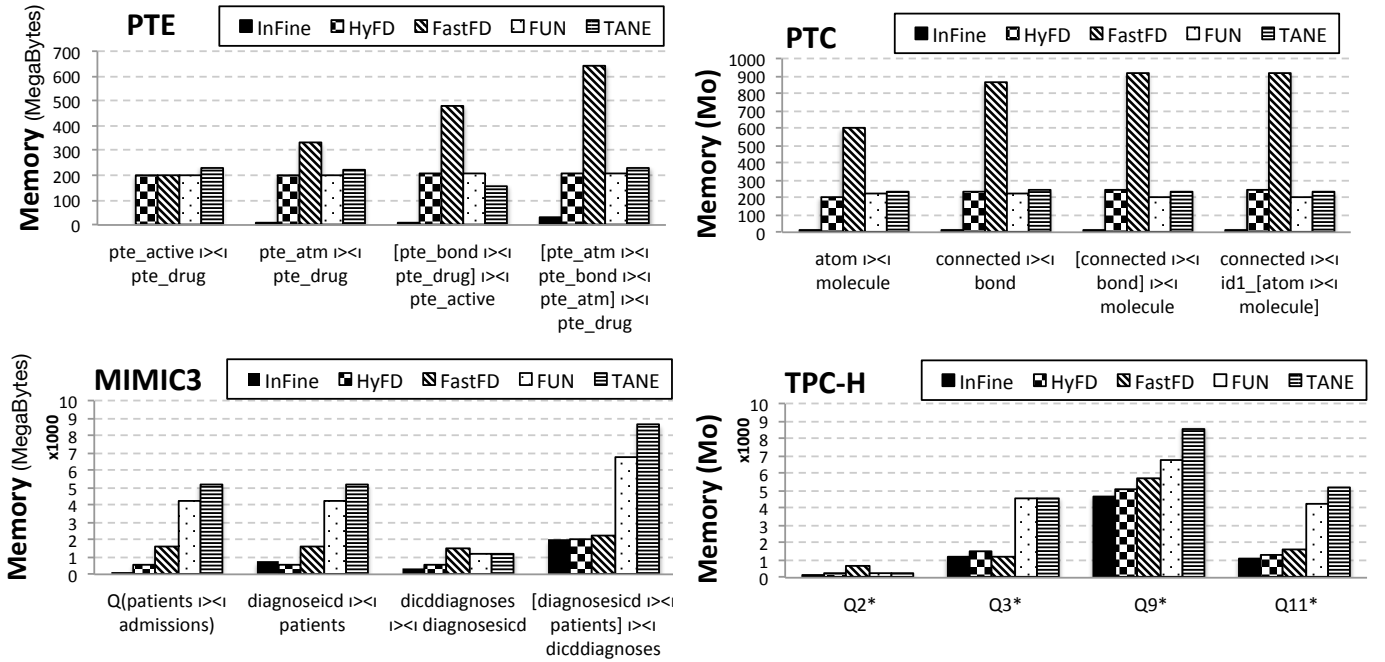 PTE
InFine HyFD FastFD FUN TANE
Memory (MegaBytes)
700
600
500
400
300
200
100
0
pte_active ı><ı
pte_drug
pte_atm ı><ı
pte_drug
[pte_bond ı><ı
pte_drug] ı><ı
pte_active
[pte_atm ı><ı
pte_bond ı><ı
pte_atm] ı><ı
pte_drug
PTC
InFine HyFD FastFD FUN TANE
Memory (Mo)
1000
900
800
700
600
500
400
300
200
100
0
atom ı><ı
molecule
connected ı><ı
bond
[connected ı><ı
bond] ı><ı
molecule
connected ı><ı
id1_[atom ı><ı
molecule]
MIMIC3
InFine HyFD FastFD FUN TANE
Memory (MegaBytes)
x1000
10
9
8
7
6
5
4
3
2
1
0
Q(patients ı><ı
admissions)
diagnoseicd ı><ı
patients
dicddiagnoses
ı><ı diagnosesicd
[diagnosesicd ı><ı
patients] ı><ı
dicddiagnoses
TPC-H
InFine HyFD FastFD FUN TANE
Memory (Mo)
x1000
10
9
8
7
6
5
4
3
2
1
0
Q2*
Q3*
Q9*
Q11*